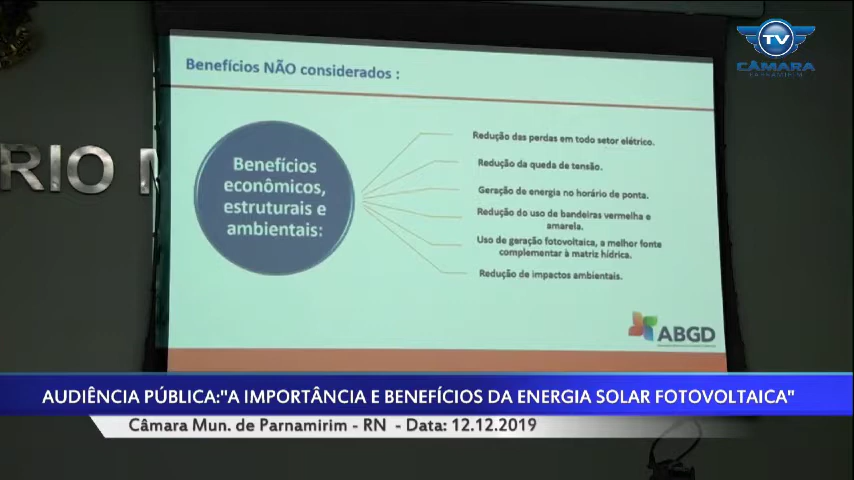 TV
CÂMARA
PARNAMIRIM
Benefícios NÃO considerados :
RIO M
Benefícios
econômicos,
estruturais e
ambientais:
Redução das perdas em todo setor elétrico.
Redução da queda de tensão.
Geração de energia no horário de ponta.
Redução do uso de bandeiras vermelha e
amarela.
Uso de geração fotovoltaica, a melhor fonte
complementar à matriz hídrica.
Redução de impactos ambientais.
ABGD
AUDIÊNCIA PÚBLICA:"A IMPORTÂNCIA E BENEFÍCIOS DA ENERGIA SOLAR FOTOVOLTAICA"
Câmara Mun. de Parnamirim - RN - Data: 12.12.2019